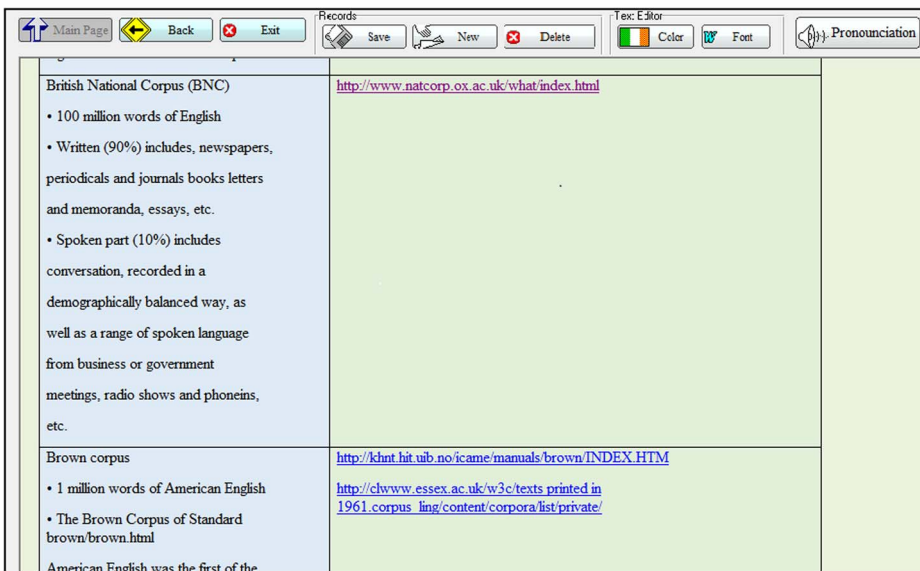 Records
Text Editor
Main Page
Back
Exit
Save
New
Delete
Color
Font
Pronounciation
British National Corpus (BNC)
http://www.natcorp.ox.ac.uk/what/index.html
• 100 million words of English
• Written (90%) includes, newspapers,
periodicals and journals books letters
and memoranda, essays, etc.
• Spoken part (10%) includes
conversation, recorded in a
demographically balanced way, as
well as a range of spoken language
from business or government
meetings, radio shows and phoneins,
etc.
Brown corpus
http://khnt.hit.uib.no/icame/manuals/brown/INDEX.HTM
• 1 million words of American English
http://clwww.essex.ac.uk/w3c/texts printed in
1961.corpus_ling/content/corpora/list/private/
• The Brown Corpus of Standard
brown/brown.html
American English was the first of the